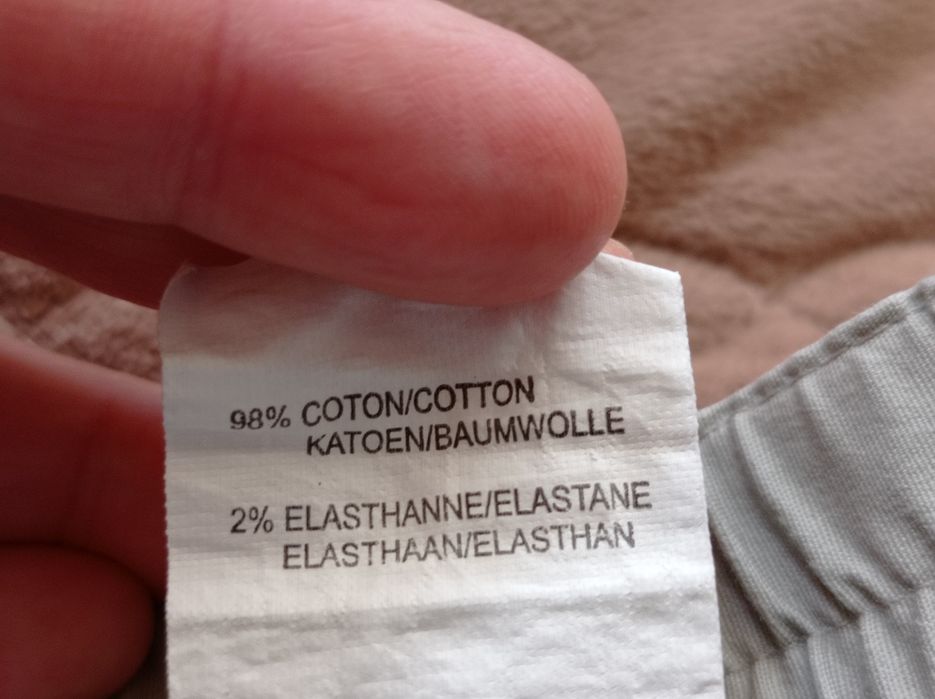 98% COTON/COTTON
KATOEN/BAUMWOLLE
2% ELASTHANNE/ELASTANE
ELASTHAAN/ELASTHAN